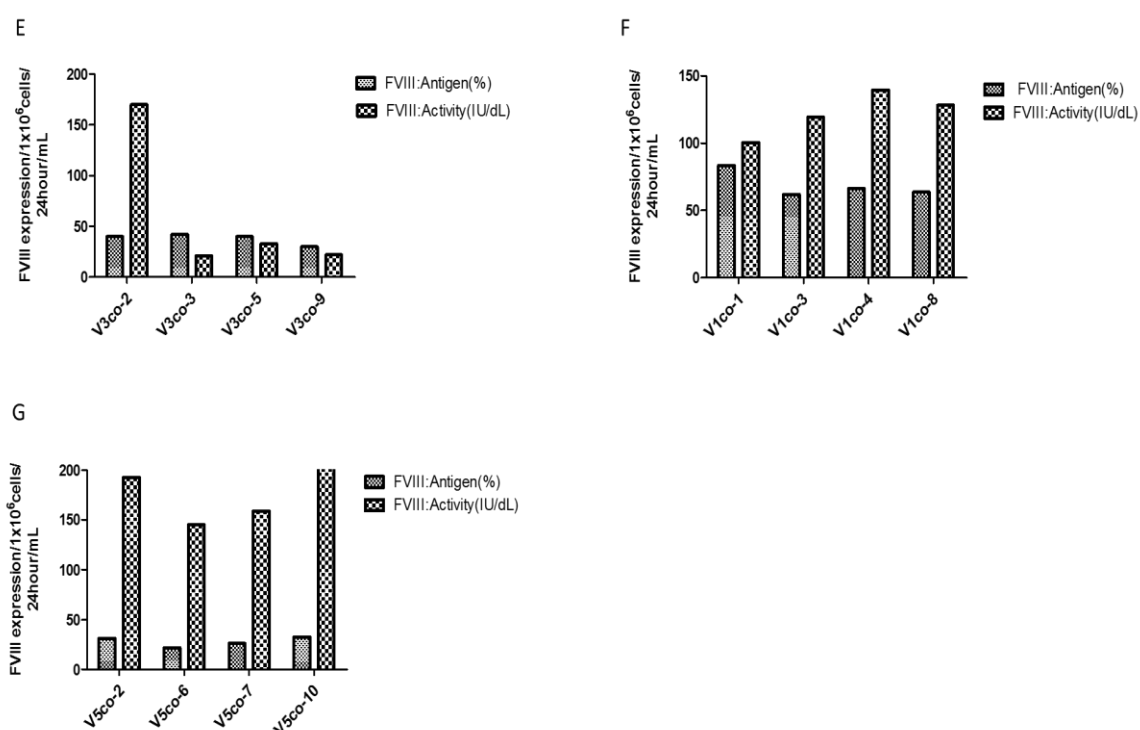 E
FVIII expression/1x10⁶cells/
24hour/mL
200
150
100
50
0
V3co-2
V3co-3
V3co-5
V3co-9
FVIII:Antigen(%)
FVIII:Activity(IU/dL)
F
FVIII expression/1x10⁶cells/
24hour/mL
150
100
50
0
V1co-1
V1co-3
V1co-4
V1co-8
FVIII:Antigen(%)
FVIII:Activity(IU/dL)
G
FVIII expression/1x10⁶cells/
24hour/mL
200
150
100
50
0
V5co-2
V5co-6
V5co-7
V5co-10
FVIII:Antigen(%)
FVIII:Activity(IU/dL)